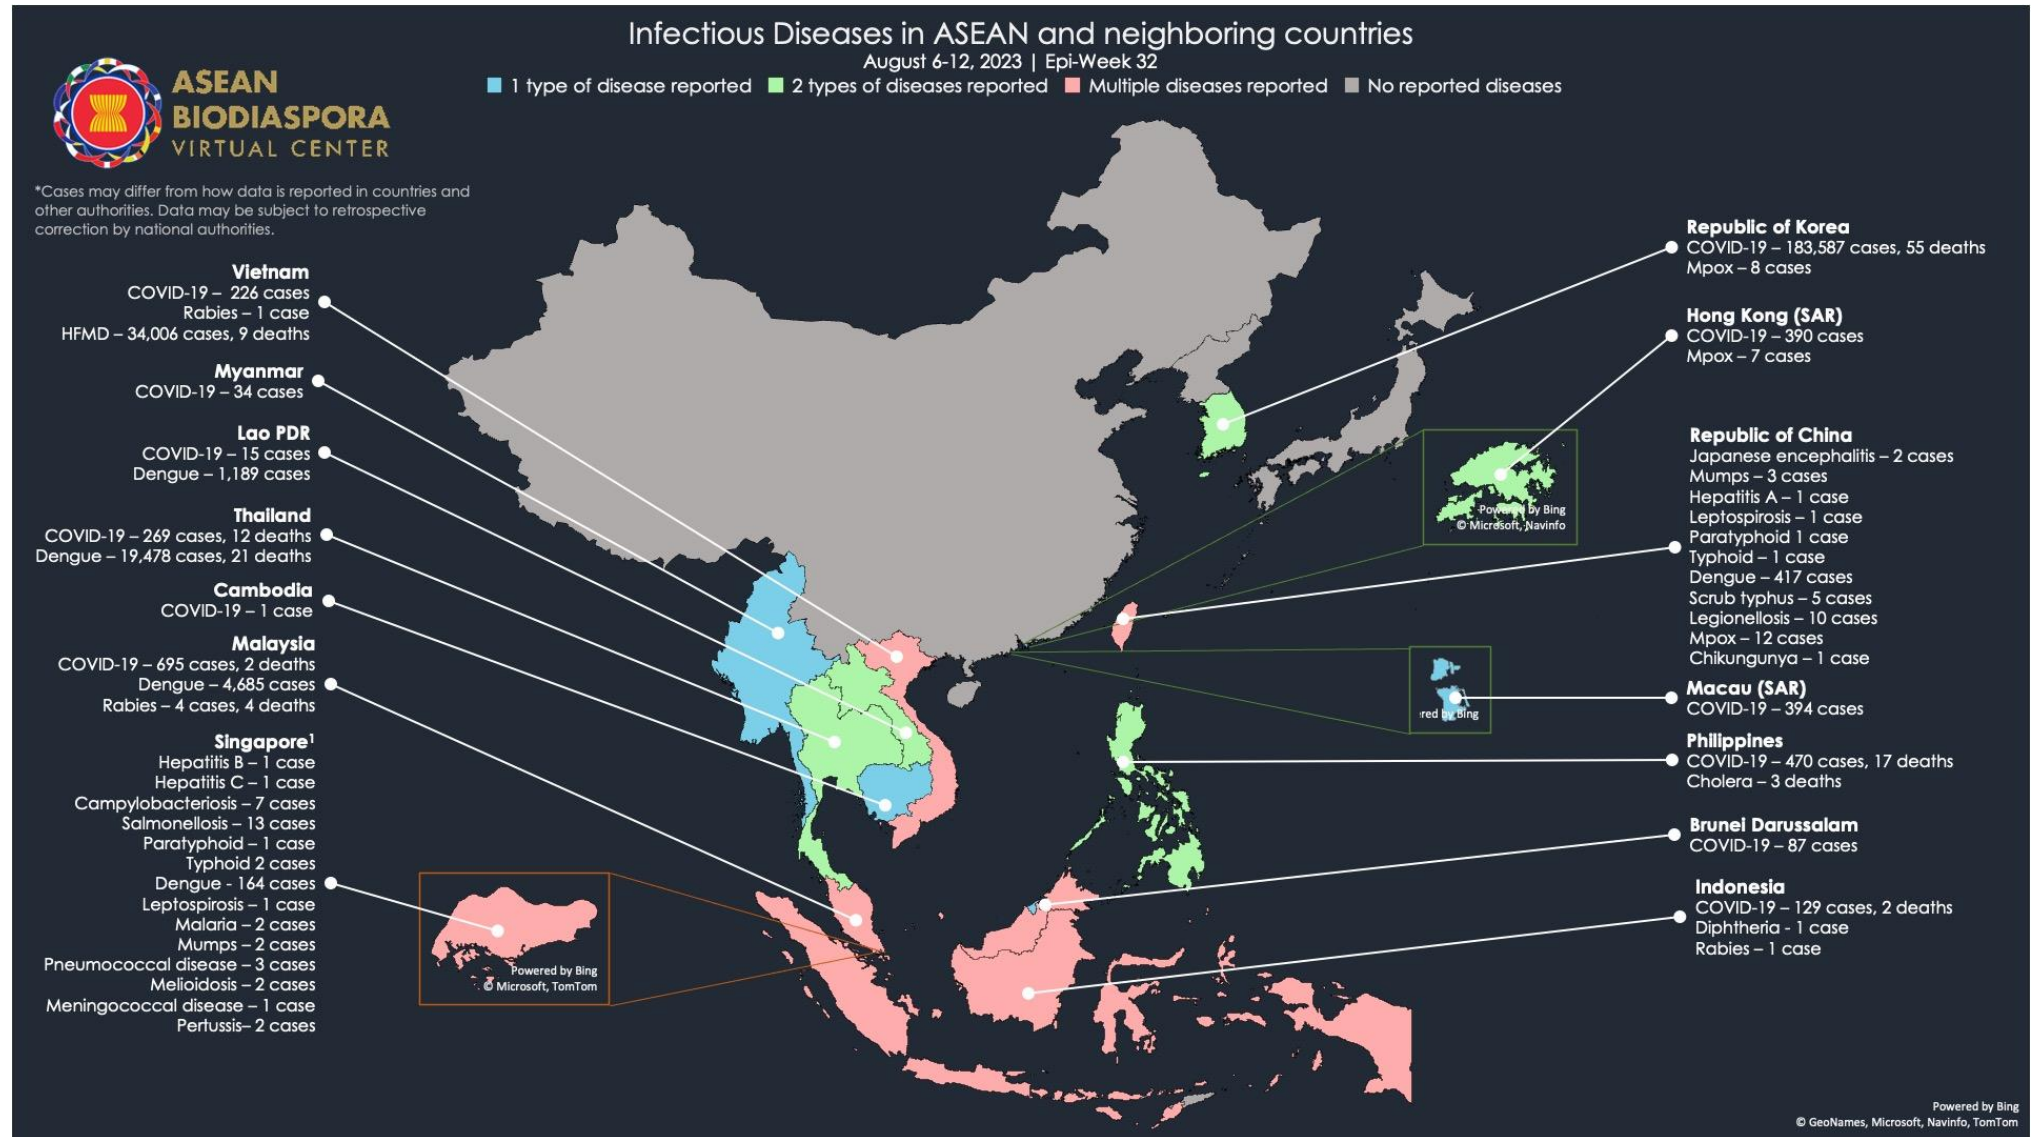 Infectious Diseases in ASEAN and neighboring countries
August 6-12, 2023 | Epi-Week 32
1 type of disease reported
2 types of diseases reported
Multiple diseases reported
No reported diseases
ASEAN
BIODIASPORA
VIRTUAL CENTER
*Cases may differ from how data is reported in countries and
other authorities. Data may be subject to retrospective
correction by national authorities.
Vietnam
COVID-19 – 226 cases
Rabies – 1 case
HFMD – 34,006 cases, 9 deaths
Myanmar
COVID-19 – 34 cases
Lao PDR
COVID-19 – 15 cases
Dengue – 1,189 cases
Thailand
COVID-19 – 269 cases, 12 deaths
Dengue – 19,478 cases, 21 deaths
Cambodia
COVID-19 – 1 case
Malaysia
COVID-19 – 695 cases, 2 deaths
Dengue – 4,685 cases
Rabies – 4 cases, 4 deaths
Singapore¹
Hepatitis B – 1 case
Hepatitis C – 1 case
Campylobacteriosis – 7 cases
Salmonellosis – 13 cases
Paratyphoid – 1 case
Typhoid 2 cases
Dengue - 164 cases
Leptospirosis – 1 case
Malaria – 2 cases
Mumps – 2 cases
Pneumococcal disease – 3 cases
Melioidosis – 2 cases
Meningococcal disease – 1 case
Pertussis– 2 cases
Powered by Bing
© Microsoft, TomTom
Republic of Korea
COVID-19 – 183,587 cases, 55 deaths
Mpox – 8 cases
Hong Kong (SAR)
COVID-19 – 390 cases
Mpox – 7 cases
Powered by Bing
© Microsoft, Navinfo
Republic of China
Japanese encephalitis – 2 cases
Mumps – 3 cases
Hepatitis A – 1 case
Leptospirosis – 1 case
Paratyphoid 1 case
Typhoid – 1 case
Dengue – 417 cases
Scrub typhus – 5 cases
Legionellosis – 10 cases
Mpox – 12 cases
Chikungunya – 1 case
Macau (SAR)
COVID-19 – 394 cases
red by Bing
Philippines
COVID-19 – 470 cases, 17 deaths
Cholera – 3 deaths
Brunei Darussalam
COVID-19 – 87 cases
Indonesia
COVID-19 – 129 cases, 2 deaths
Diphtheria - 1 case
Rabies – 1 case
Powered by Bing
© GeoNames, Microsoft, Navinfo, TomTom